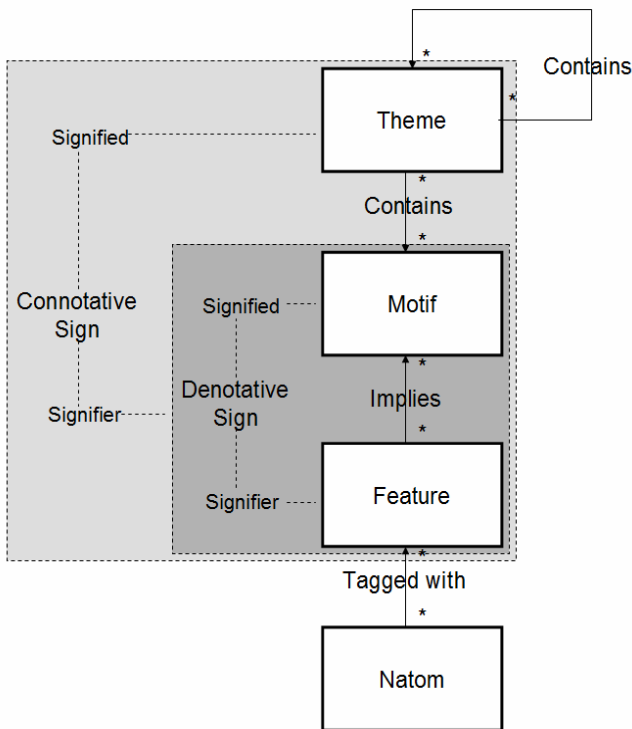 *
Contains
*
Theme
Signified
*
Contains
*
Motif
Signified
Connotative
Sign
*
Denotative
Sign
Implies
Signifier
*
Feature
Signifier
*
Tagged with
*
Natom